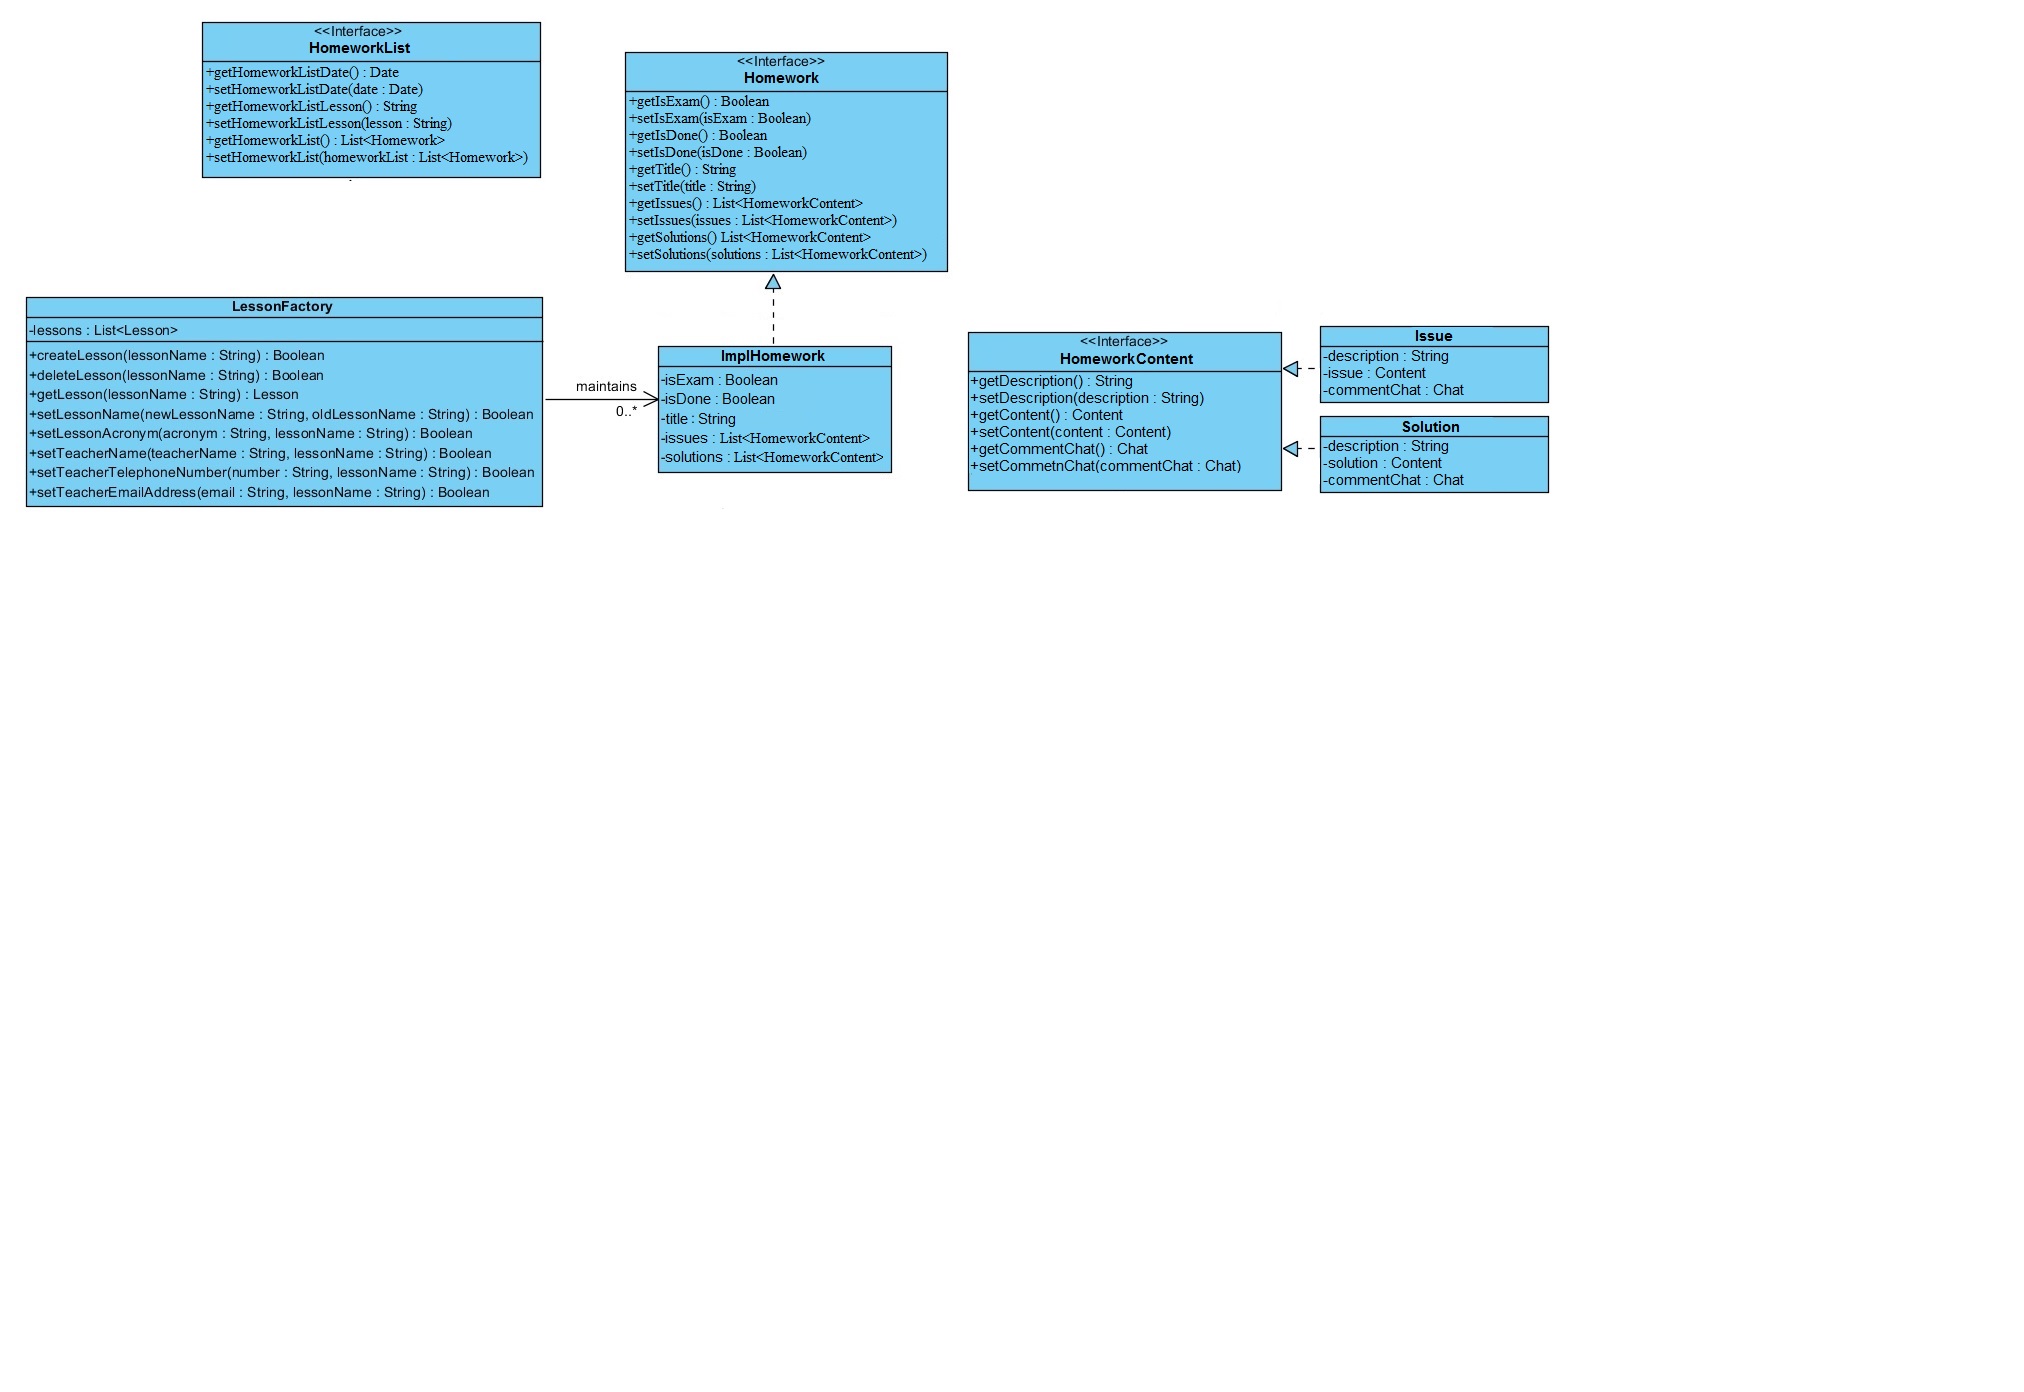 <<Interface>>
HomeworkList
+getHomeworkListDate() : Date
+setHomeworkListDate(date : Date)
+getHomeworkListLesson() : String
+setHomeworkListLesson(lesson : String)
+getHomeworkList() : List<Homework>
+setHomeworkList(homeworkList : List<Homework>)
<<Interface>>
Homework
+getIsExam() : Boolean
+setIsExam(isExam : Boolean)
+getIsDone() : Boolean
+setIsDone(isDone : Boolean)
+getTitle() : String
+setTitle(title : String)
+getIssues() : List<HomeworkContent>
+setIssues(issues : List<HomeworkContent>)
+getSolutions() List<HomeworkContent>
+setSolutions(solutions : List<HomeworkContent>)
LessonFactory
-lessons : List<Lesson>
+createLesson(lessonName : String) : Boolean
+deleteLesson(lessonName : String) : Boolean
+getLesson(lessonName : String) : Lesson
+setLessonName(newLessonName : String, oldLessonName : String) : Boolean
+setLessonAcronym(acronym : String, lessonName : String) : Boolean
+setTeacherName(teacherName : String, lessonName : String) : Boolean
+setTeacherTelephoneNumber(number : String, lessonName : String) : Boolean
+setTeacherEmailAddress(email : String, lessonName : String) : Boolean
maintains
0..*
ImplHomework
-isExam : Boolean
-isDone : Boolean
-title : String
-issues : List<HomeworkContent>
-solutions : List<HomeworkContent>
<<Interface>>
HomeworkContent
+getDescription() : String
+setDescription(description : String)
+getContent() : Content
+setContent(content : Content)
+getCommentChat() : Chat
+setCommetnChat(commentChat : Chat)
Issue
-description : String
-issue : Content
-commentChat : Chat
Solution
-description : String
-solution : Content
-commentChat : Chat